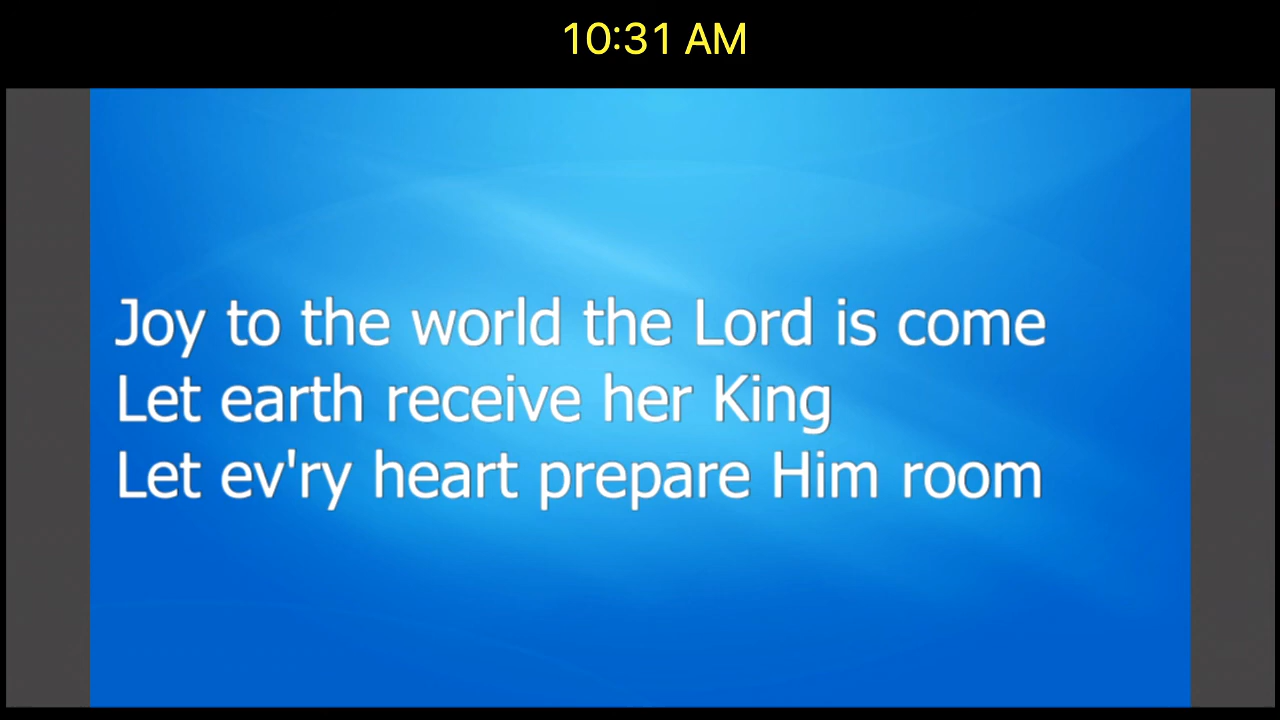 10:31 AM
Joy to the world the Lord is come
Let earth receive her King
Let ev'ry heart prepare Him room